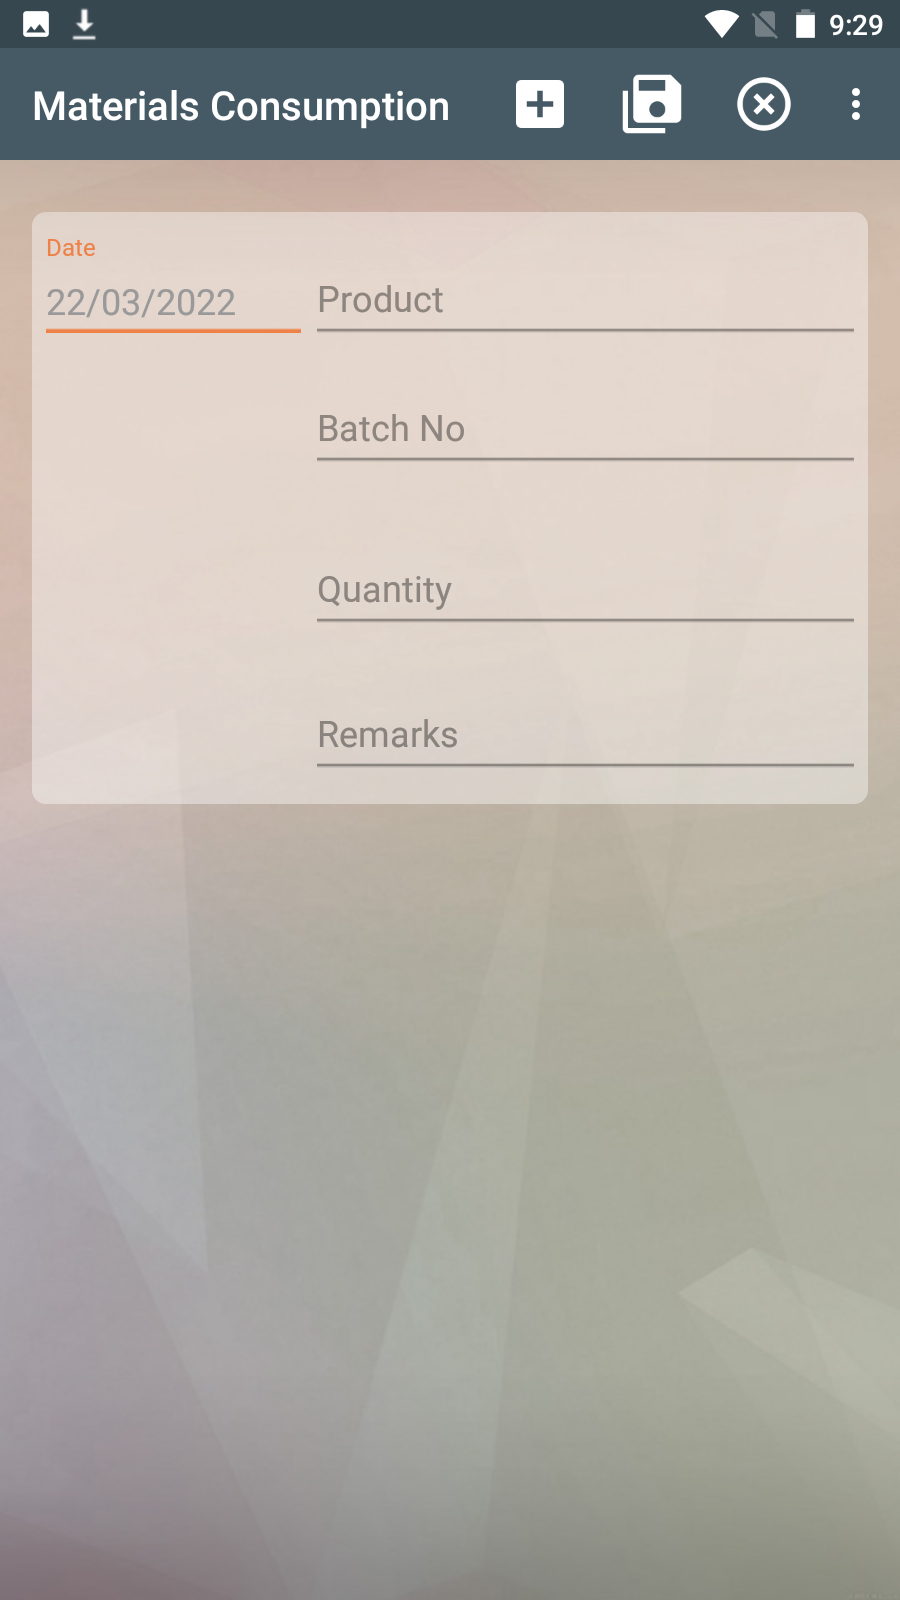 9:29
Materials Consumption
Date
22/03/2022
Product
Batch No
Quantity
Remarks